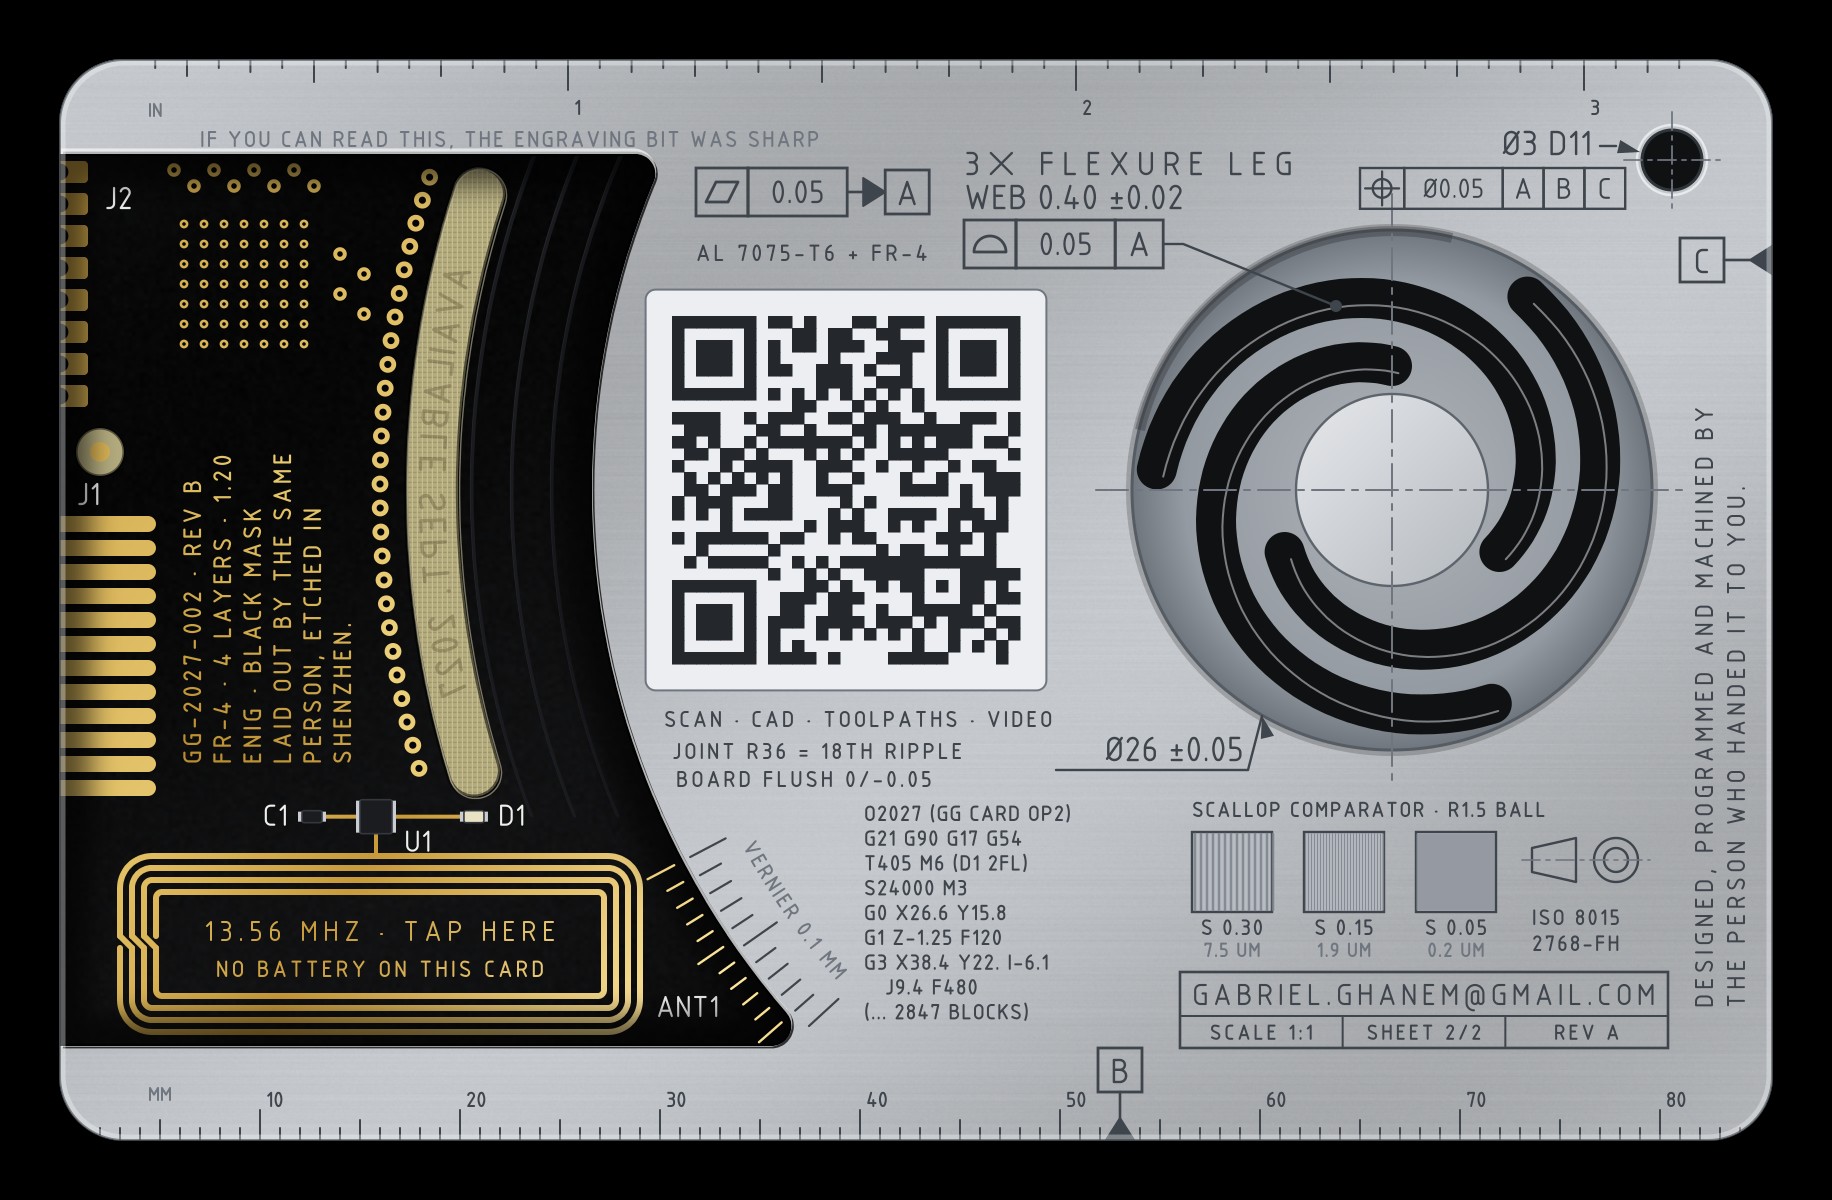 IN
1
2
3
IF YOU CAN READ THIS, THE ENGRAVING BIT WAS SHARP
Ø3 D11
Ø0.05 A B C
3X FLEXURE LEG
WEB 0.40 ±0.02
0.05 A
0.05 A
AL 7075-T6 + FR-4
C
J2
J1
AVAILABLE SEPT. 2027
GG-2027-002 · REV B
FR-4 · 4 LAYERS · 1.20
ENIG · BLACK MASK
LAID OUT BY THE SAME
PERSON, ETCHED IN
SHENZHEN.
C1
U1
D1
13.56 MHZ · TAP HERE
NO BATTERY ON THIS CARD
ANT1
SCAN · CAD · TOOLPATHS · VIDEO
JOINT R36 = 18TH RIPPLE
BOARD FLUSH 0/-0.05
VERNIER 0.1 MM
O2027 (GG CARD OP2)
G21 G90 G17 G54
T405 M6 (D1 2FL)
S24000 M3
G0 X26.6 Y15.8
G1 Z-1.25 F120
G3 X38.4 Y22. I-6.1
J9.4 F480
(... 2847 BLOCKS)
Ø26 ±0.05
SCALLOP COMPARATOR · R1.5 BALL
S 0.30
7.5 UM
S 0.15
1.9 UM
S 0.05
0.2 UM
ISO 8015
2768-FH
GABRIEL.GHANEM@GMAIL.COM
SCALE 1:1
SHEET 2/2
REV A
DESIGNED, PROGRAMMED AND MACHINED BY
THE PERSON WHO HANDED IT TO YOU.
B
MM
10
20
30
40
50
60
70
80